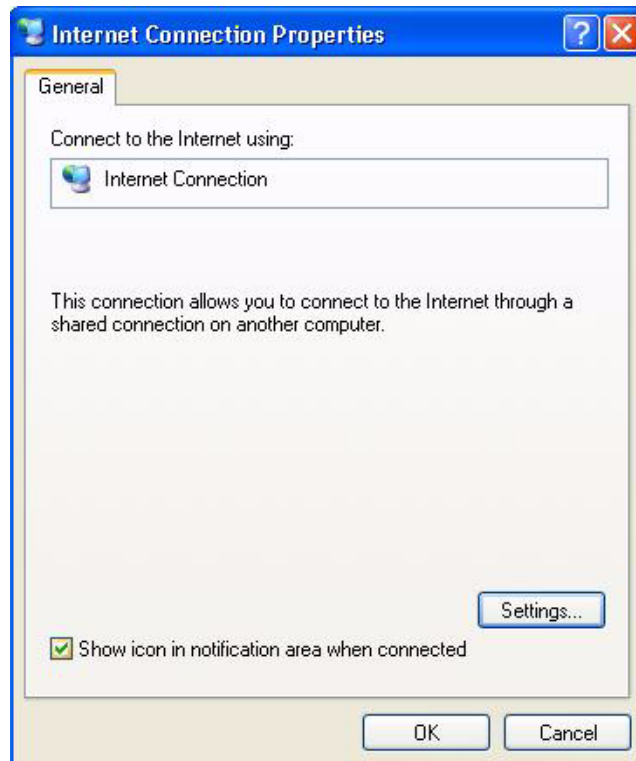 Internet Connection Properties
General
Connect to the Internet using:
Internet Connection
This connection allows you to connect to the Internet through a
shared connection on another computer.
Settings...
Show icon in notification area when connected
OK
Cancel